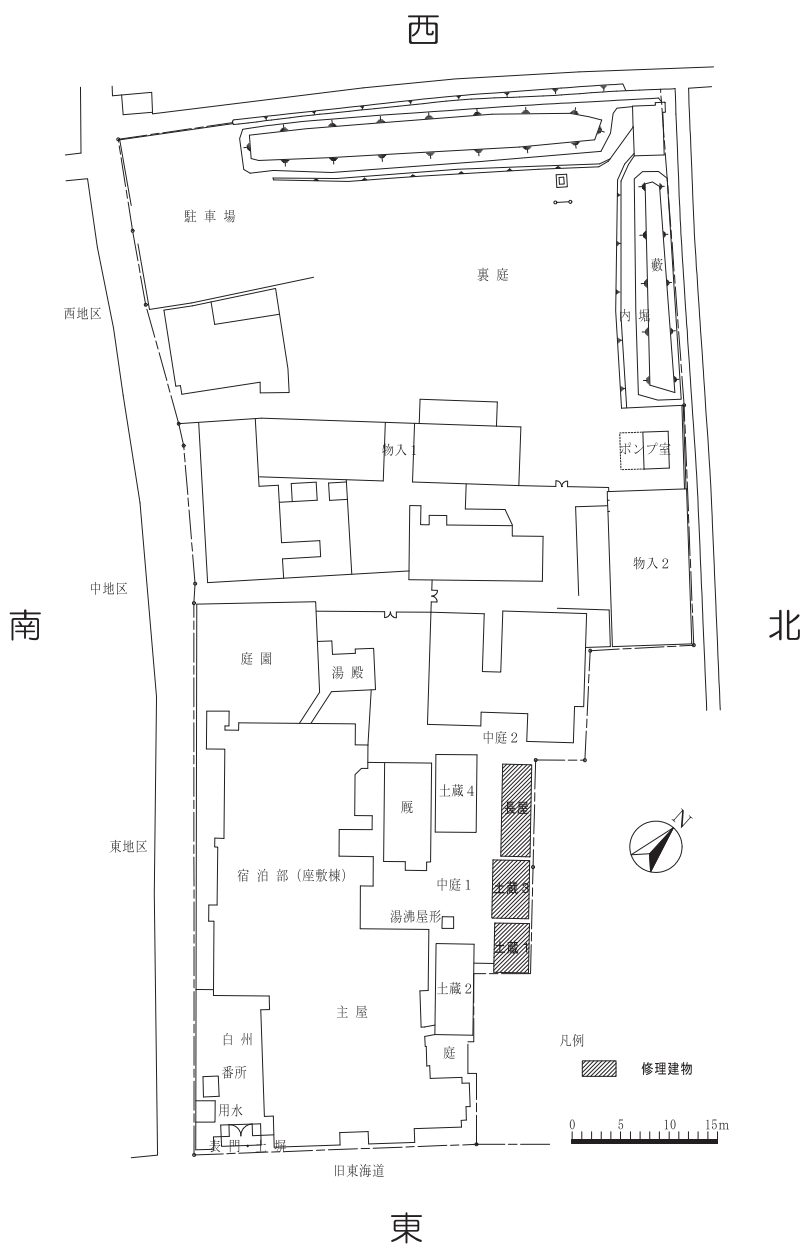 西
駐車場
裏庭
藪
内堀
西地区
物入1
ポンプ室
物入2
中地区
南
北
庭園
湯殿
中庭2
土蔵4
長屋
厩
N
東地区
宿泊部(座敷棟)
中庭1
土蔵3
湯沸屋形
土蔵1
土蔵2
主屋
白州
庭
凡例
番所
修理建物
用水
表門・土塀
0 5 10 15m
旧東海道
東